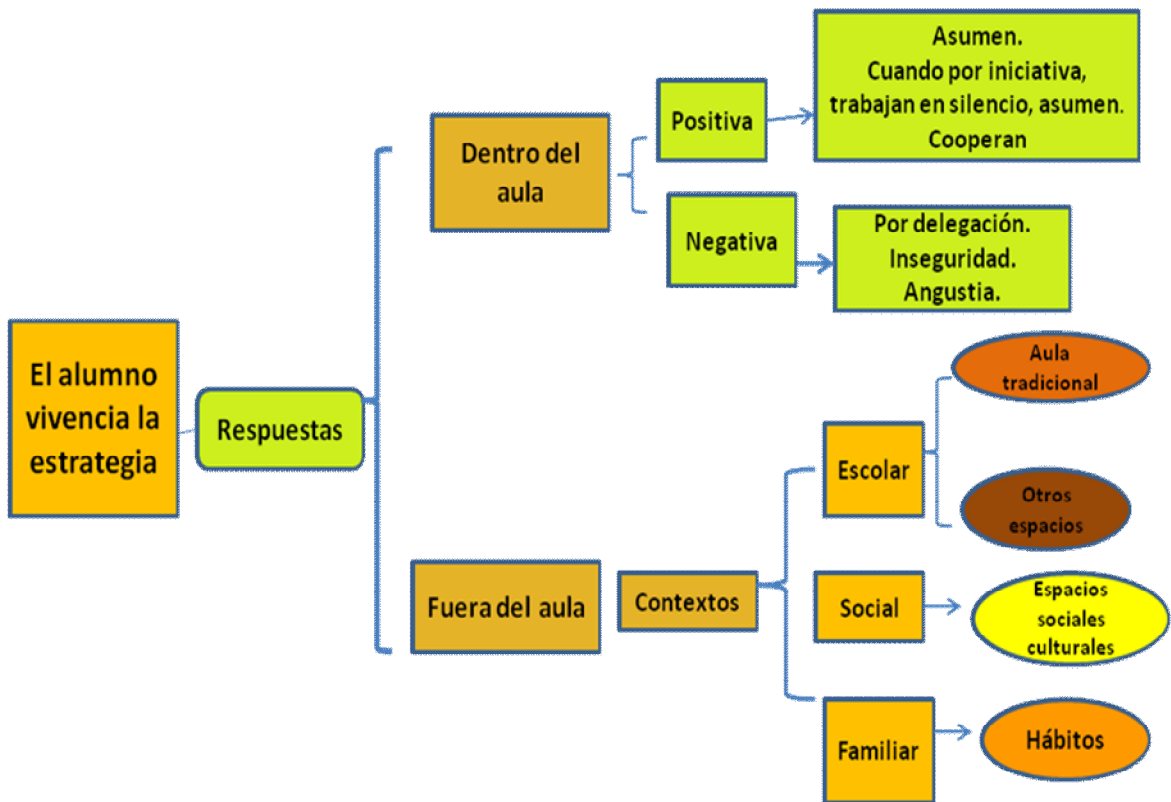 El alumno
vivencia la
estrategia
Respuestas
Dentro del
aula
Positiva
Asumen.
Cuando por iniciativa,
trabajan en silencio, asumen.
Cooperan
Negativa
Por delegación.
Inseguridad.
Angustia.
Fuera del aula
Contextos
Escolar
Aula
tradicional
Otros
espacios
Social
Espacios
sociales
culturales
Familiar
Hábitos